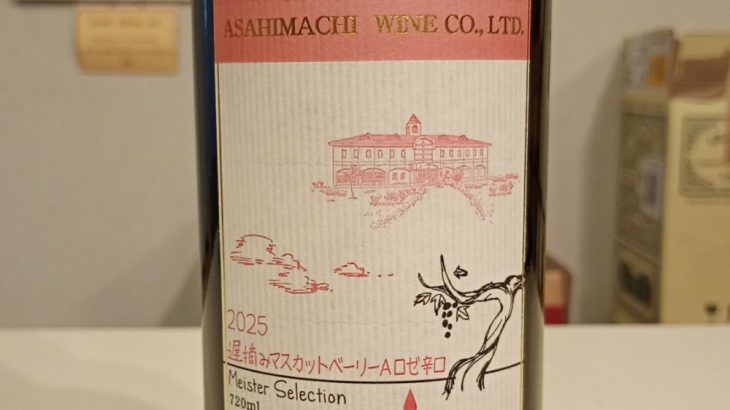 ASAHIMACHI WINE CO., LTD.
2025
遅摘みマスカットベーリーAロゼ辛口
Meister Selection
720ml